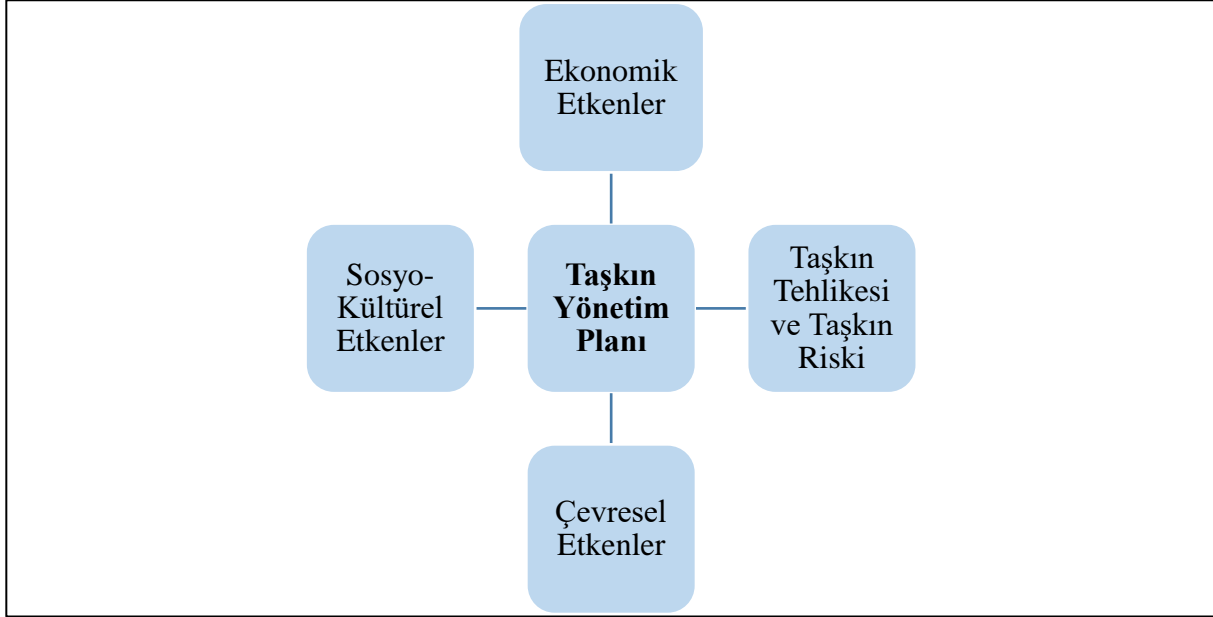 Ekonomik
Etkenler
Sosyo-
Kültürel
Etkenler
Taşkın
Yönetim
Planı
Taşkın
Tehlikesi
ve Taşkın
Riski
Çevresel
Etkenler